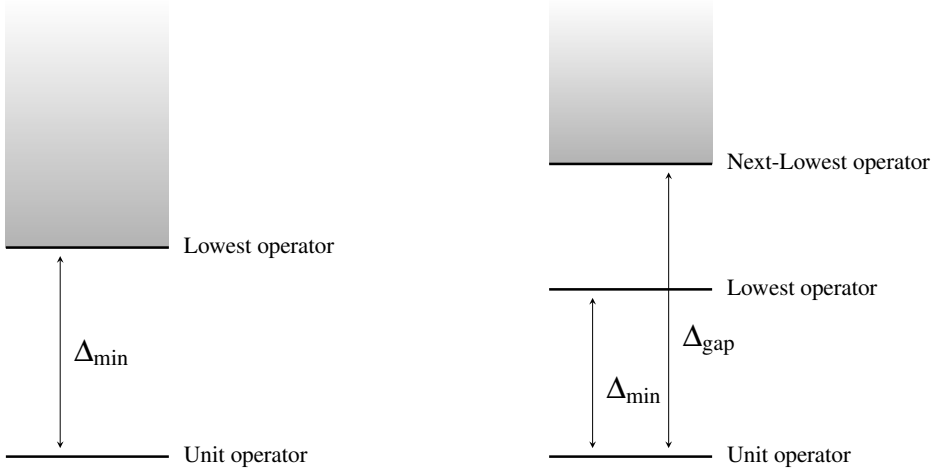 Next-Lowest operator
Lowest operator
Lowest operator
Δmin
Δgap
Δmin
Unit operator
Unit operator